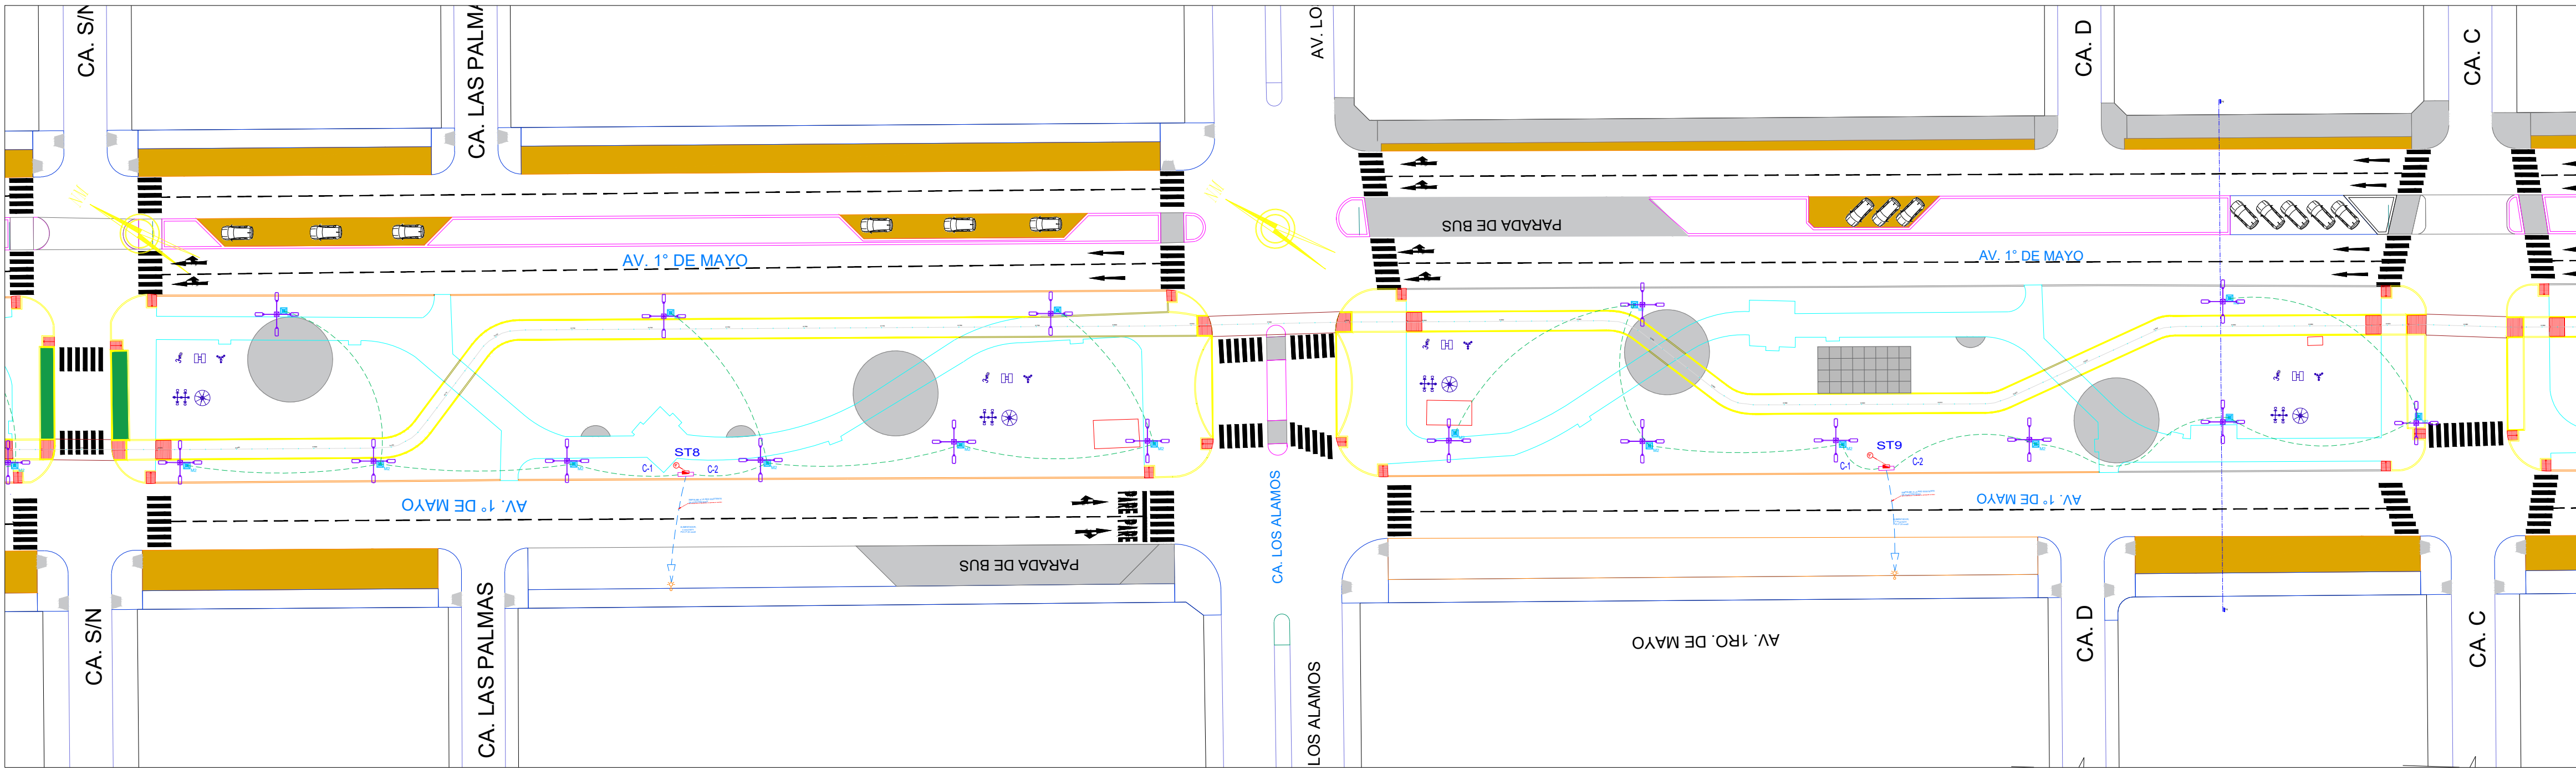 CA. S/N
CA. LAS PALMA
AV. LO
CA. D
CA. C
PARADA DE BUS
AV. 1° DE MAYO
AV. 1° DE MAYO
ST8
C-1
C-2
ST9
C-1
C-2
AV. 1° DE MAYO
PARE PARE
AV. 1° DE MAYO
PARADA DE BUS
CA. LOS ALAMOS
CA. S/N
CA. LAS PALMAS
LOS ALAMOS
AV. 1RO. DE MAYO
CA. D
CA. C